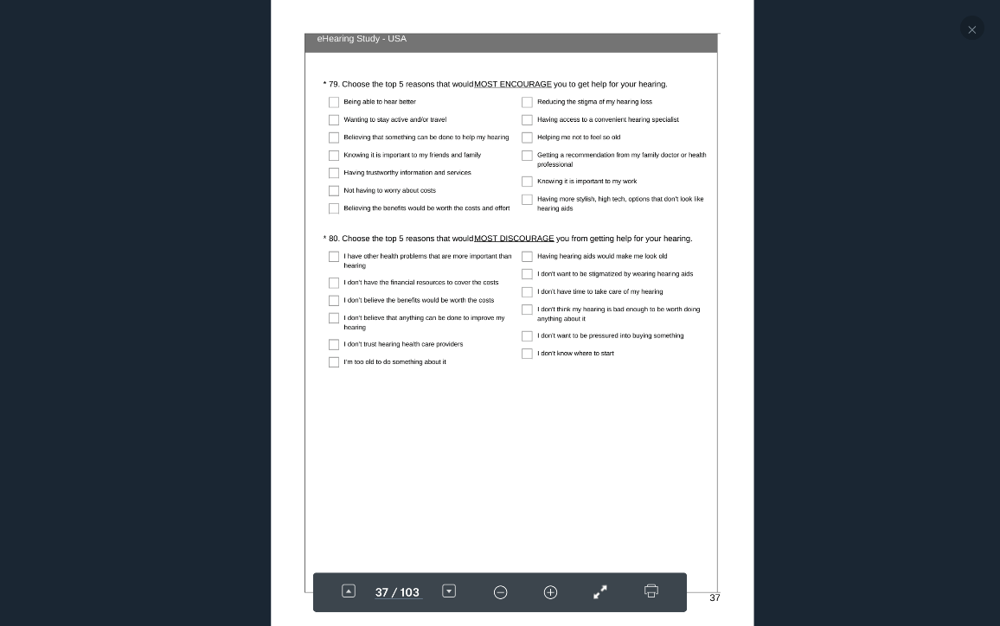 eHearing Study - USA
* 79. Choose the top 5 reasons that would MOST ENCOURAGE you to get help for your hearing.
Being able to hear better
Wanting to stay active and/or travel
Believing that something can be done to help my hearing
Knowing it is important to my friends and family
Having trustworthy information and services
Not having to worry about costs
Believing the benefits would be worth the costs and effort
Reducing the stigma of my hearing loss
Having access to a convenient hearing specialist
Helping me not to feel so old
Getting a recommendation from my family doctor or health
professional
Knowing it is important to my work
Having more stylish, high tech, options that don't look like
hearing aids
* 80. Choose the top 5 reasons that would MOST DISCOURAGE you from getting help for your hearing.
I have other health problems that are more important than
hearing
I don't have the financial resources to cover the costs
I don't believe the benefits would be worth the costs
I don't believe that anything can be done to improve my
hearing
I don't trust hearing health care providers
I'm too old to do something about it
Having hearing aids would make me look old
I don't want to be stigmatized by wearing hearing aids
I don't have time to take care of my hearing
I don't think my hearing is bad enough to be worth doing
anything about it
I don't want to be pressured into buying something
I don't know where to start
37 / 103
37